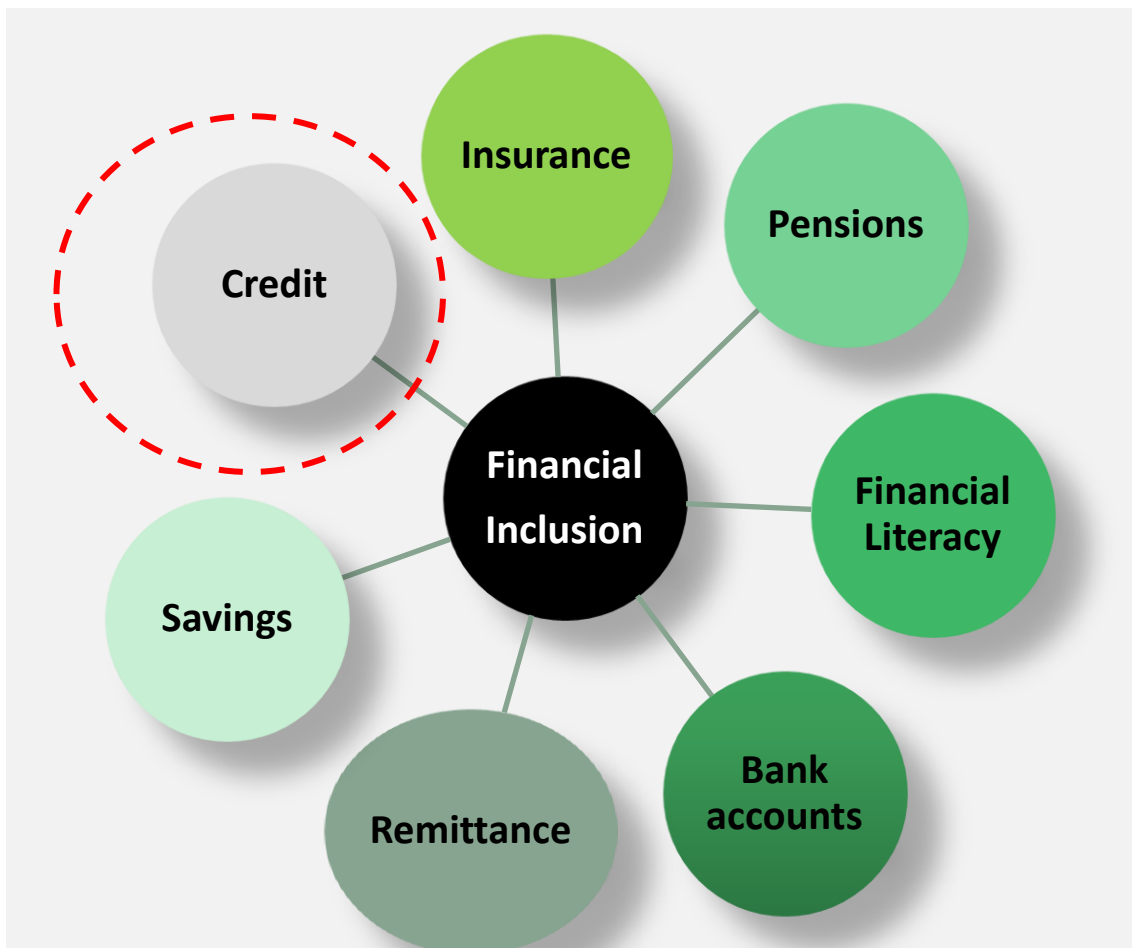 Insurance
Pensions
Credit
Financial
Inclusion
Financial
Literacy
Savings
Bank
accounts
Remittance